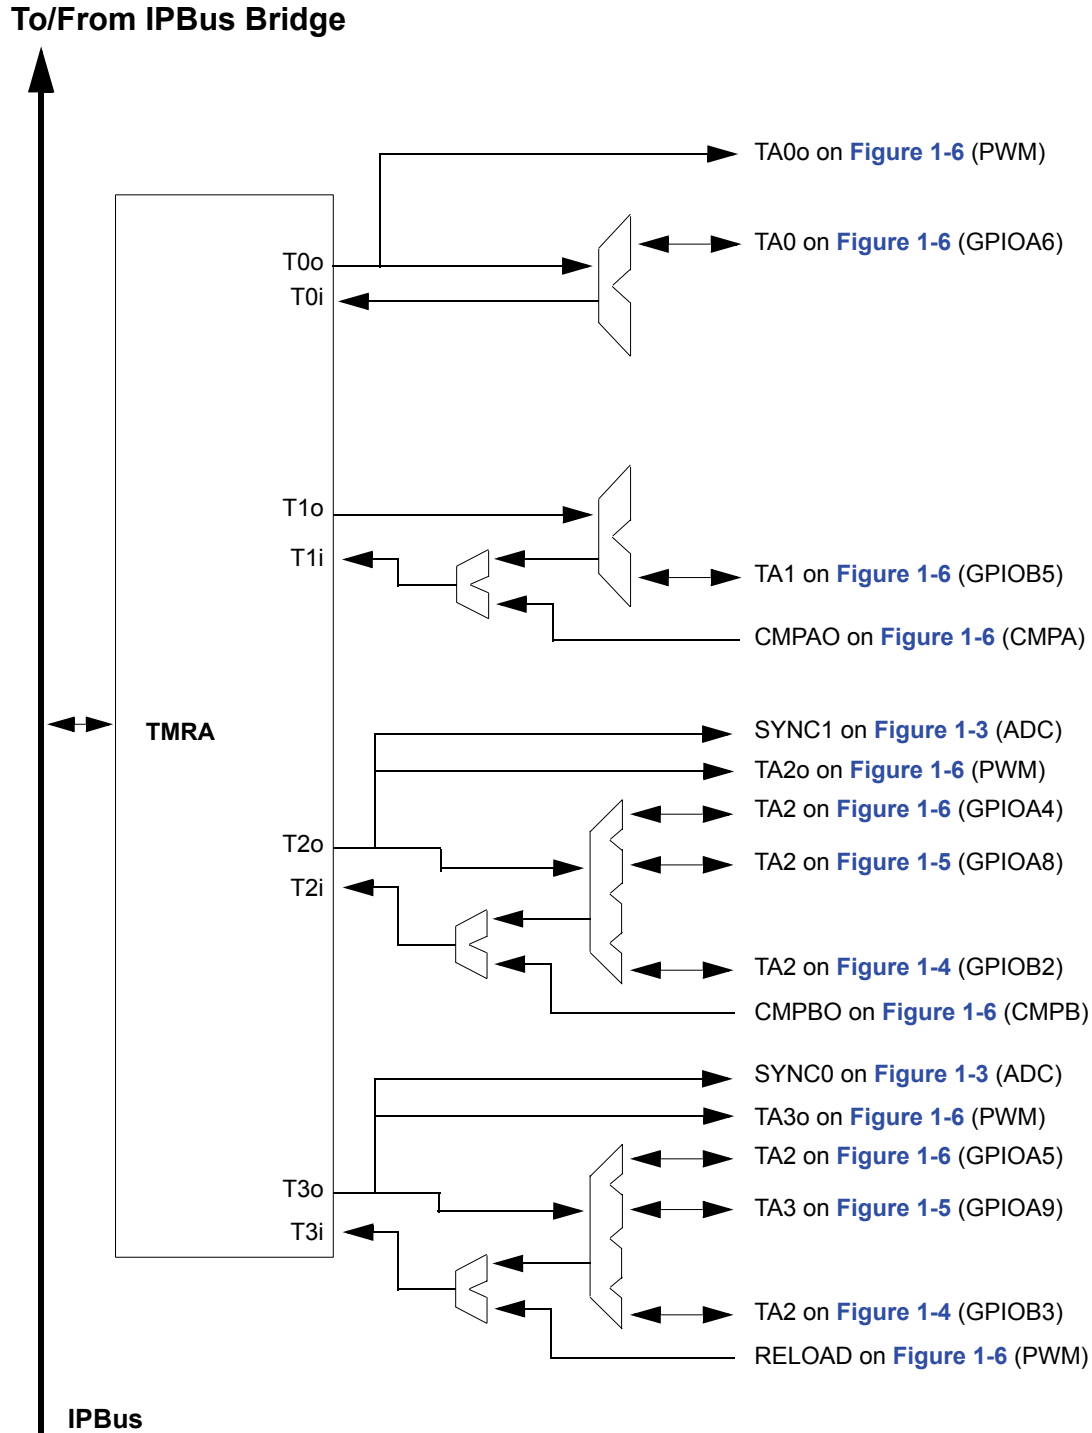 To/From IPBus Bridge
TA0o on Figure 1-6 (PWM)
TA0 on Figure 1-6 (GPIOA6)
T0o
T0i
T1o
T1i
TA1 on Figure 1-6 (GPIOB5)
CMPAO on Figure 1-6 (CMPA)
TMRA
SYNC1 on Figure 1-3 (ADC)
TA2o on Figure 1-6 (PWM)
TA2 on Figure 1-6 (GPIOA4)
T2o
TA2 on Figure 1-5 (GPIOA8)
T2i
TA2 on Figure 1-4 (GPIOB2)
CMPBO on Figure 1-6 (CMPB)
SYNC0 on Figure 1-3 (ADC)
TA3o on Figure 1-6 (PWM)
TA2 on Figure 1-6 (GPIOA5)
T3o
TA3 on Figure 1-5 (GPIOA9)
T3i
TA2 on Figure 1-4 (GPIOB3)
RELOAD on Figure 1-6 (PWM)
IPBus